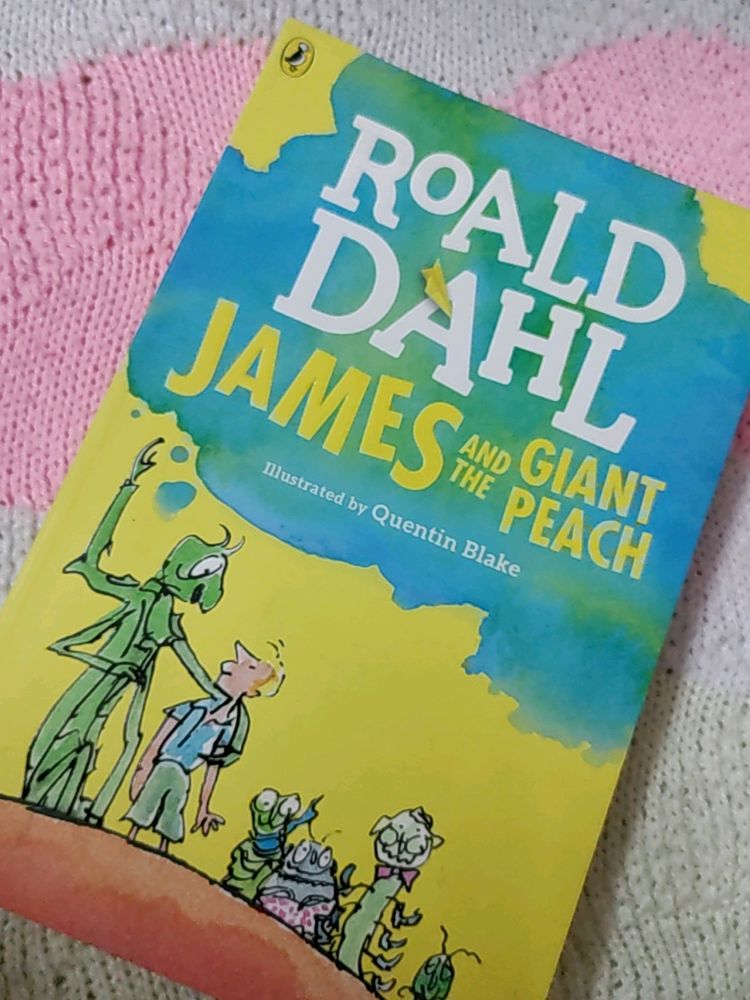 ROALD
DAHL
JAMES AND THE GIANT PEACH
Illustrated by Quentin Blake